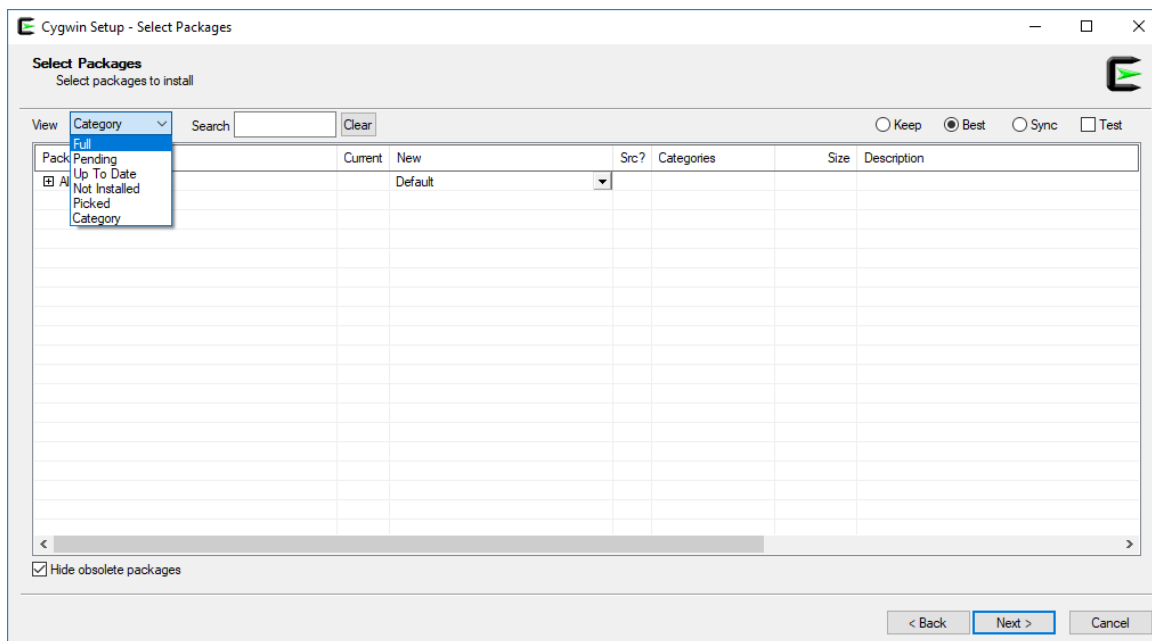 Cygwin Setup - Select Packages
Select Packages
Select packages to install
View Category Search Clear Keep Best Sync Test
Full
Pending
Up To Date
Not Installed
Picked
Category
Current New Src? Categories Size Description
Default
Hide obsolete packages
< Back Next > Cancel